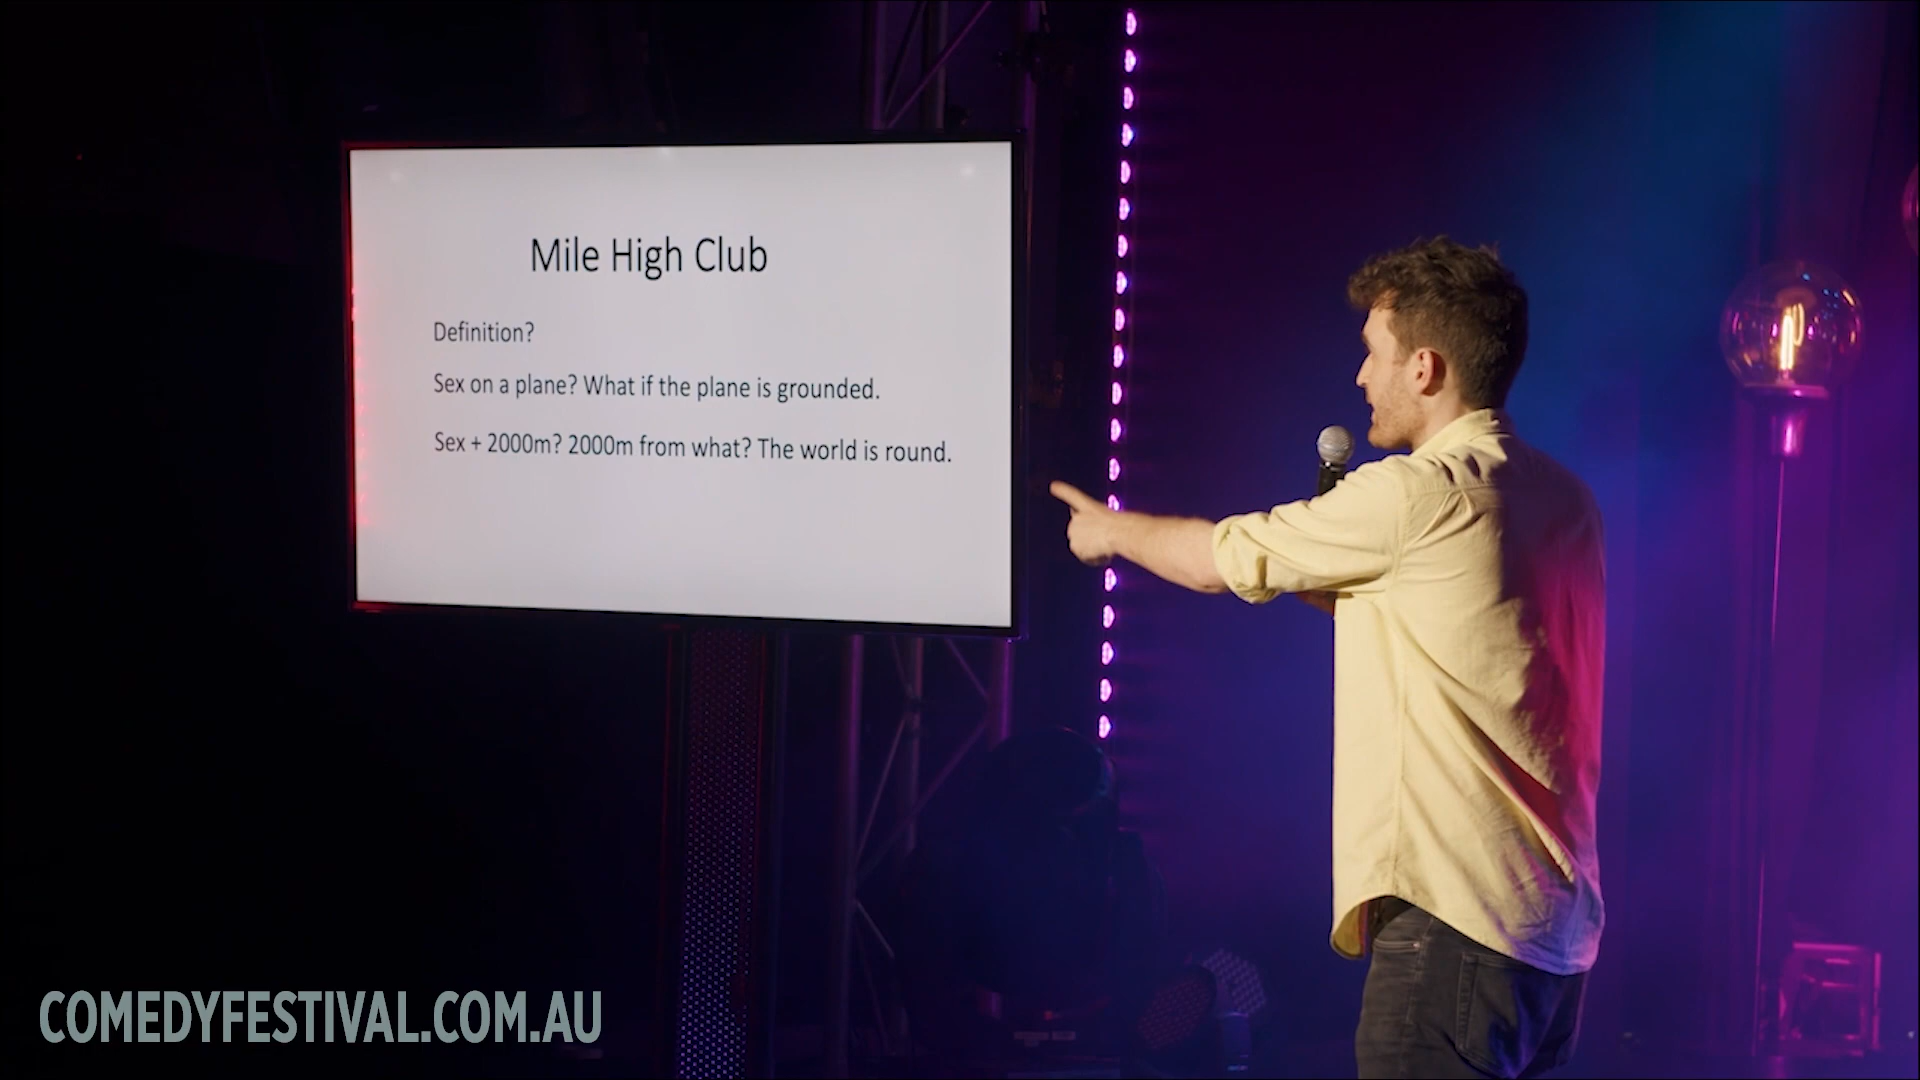 Mile High Club
Definition?
Sex on a plane? What if the plane is grounded.
Sex + 2000m? 2000m from what? The world is round.
COMEDYFESTIVAL.COM.AU